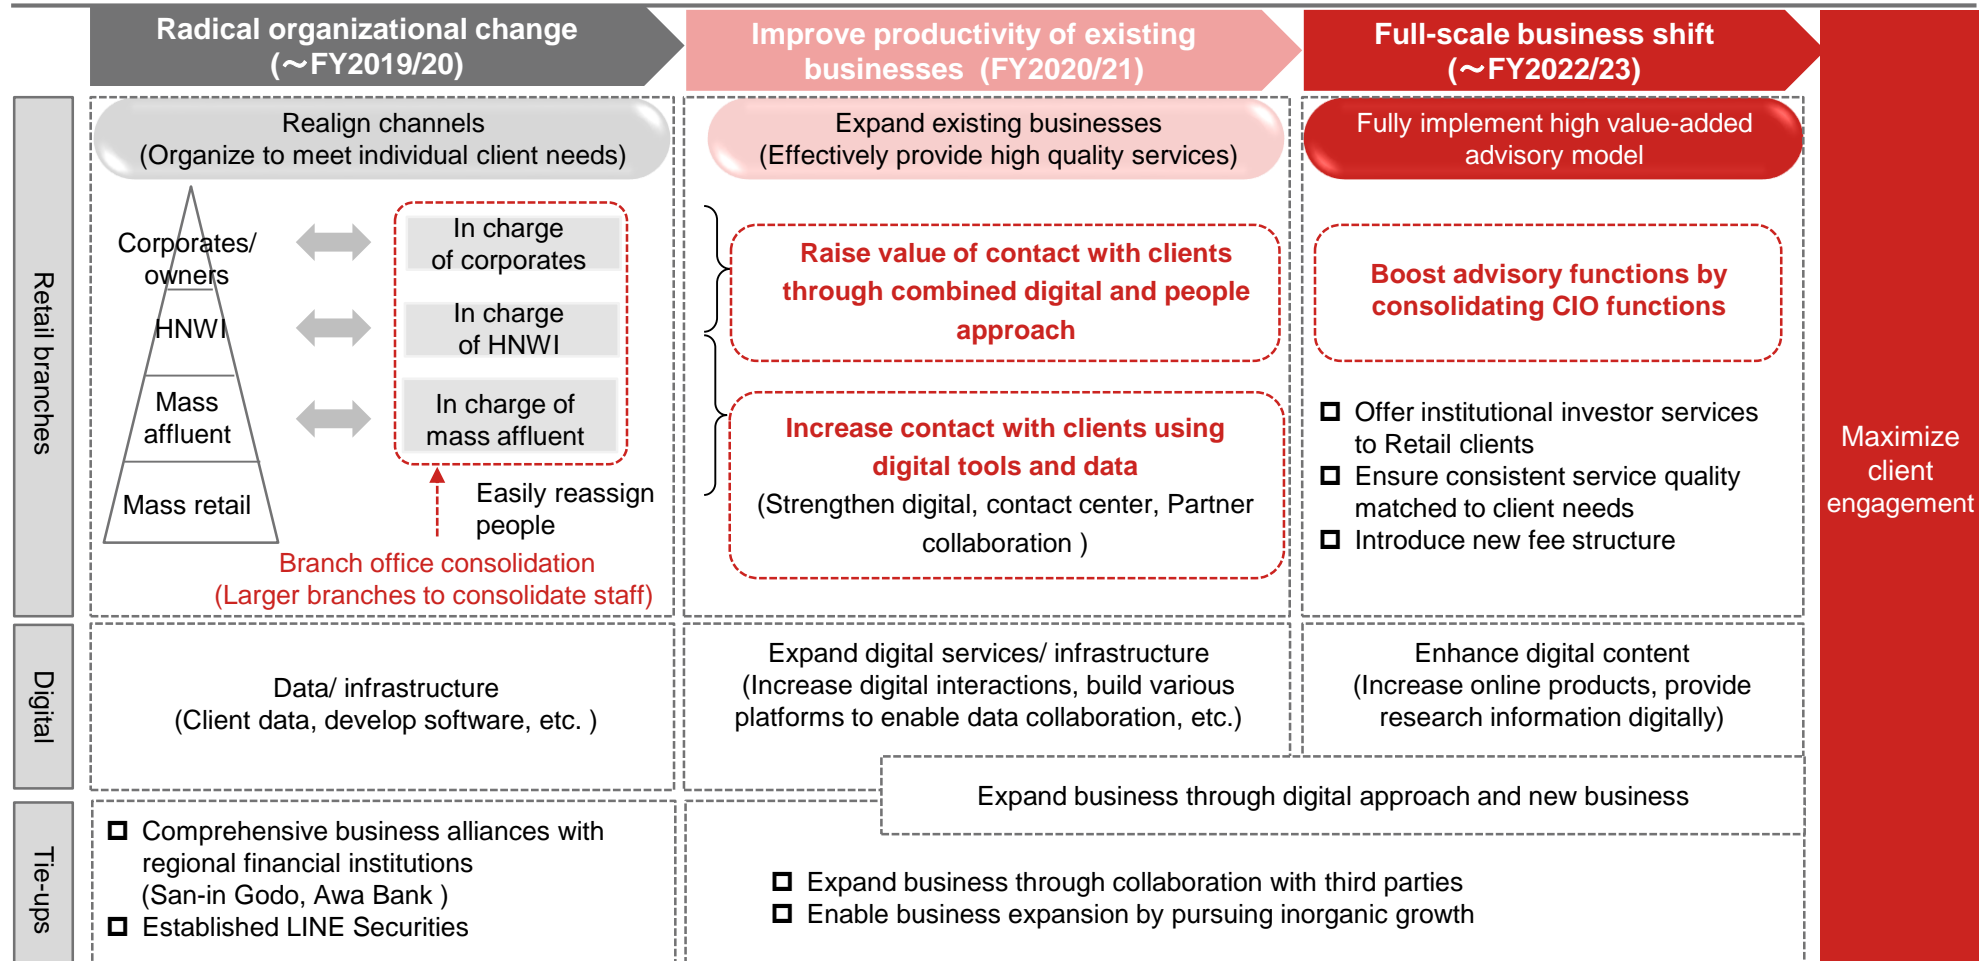 Radical organizational change
(～FY2019/20)
Improve productivity of existing
businesses (FY2020/21)
Full-scale business shift
(～FY2022/23)
Retail branches
Realign channels
(Organize to meet individual client needs)
Corporates/
owners
HNWI
Mass
affluent
Mass retail
In charge
of corporates
In charge
of HNWI
In charge of
mass affluent
Easily reassign
people
Branch office consolidation
(Larger branches to consolidate staff)
Expand existing businesses
(Effectively provide high quality services)
Raise value of contact with clients
through combined digital and people
approach
Increase contact with clients using
digital tools and data
(Strengthen digital, contact center, Partner
collaboration )
Fully implement high value-added
advisory model
Boost advisory functions by
consolidating CIO functions
Offer institutional investor services
to Retail clients
Ensure consistent service quality
matched to client needs
Introduce new fee structure
Maximize
client
engagement
Digital
Data/ infrastructure
(Client data, develop software, etc. )
Expand digital services/ infrastructure
(Increase digital interactions, build various
platforms to enable data collaboration, etc.)
Enhance digital content
(Increase online products, provide
research information digitally)
Expand business through digital approach and new business
Tie-ups
Comprehensive business alliances with
regional financial institutions
(San-in Godo, Awa Bank )
Established LINE Securities
Expand business through collaboration with third parties
Enable business expansion by pursuing inorganic growth